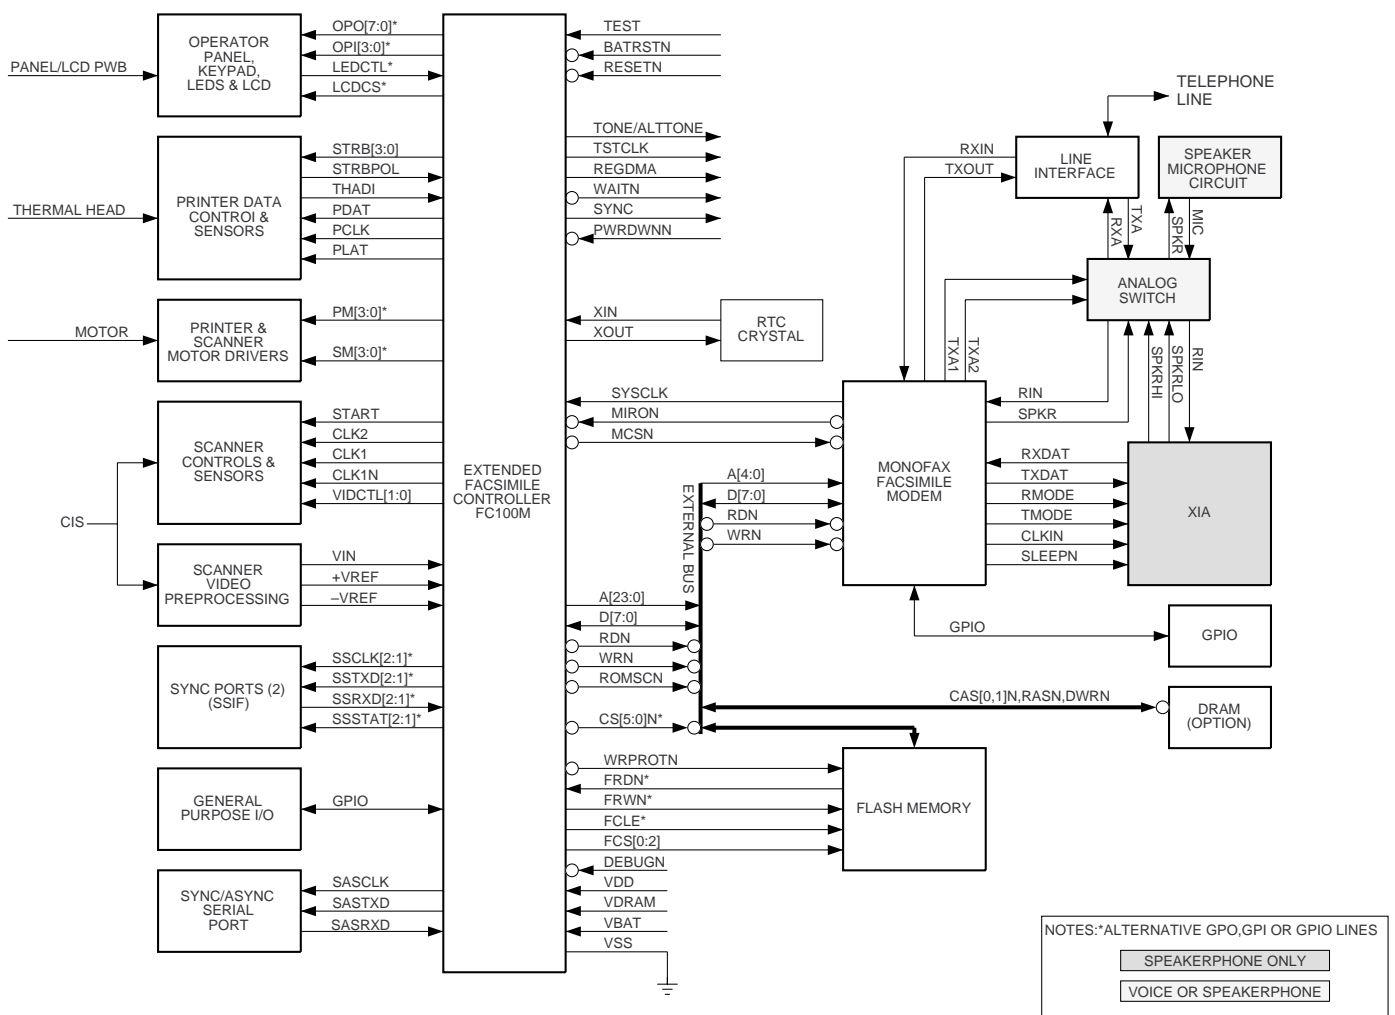 PANEL/LCD PWB
OPERATOR
PANEL,
KEYPAD,
LEDS & LCD
OPO[7:0]*
OPI[3:0]*
LEDCTL*
LCDCS*
THERMAL HEAD
PRINTER DATA
CONTROI &
SENSORS
STRB[3:0]
STRBPOL
THADI
PDAT
PCLK
PLAT
MOTOR
PRINTER &
SCANNER
MOTOR DRIVERS
PM[3:0]*
SM[3:0]*
CIS
SCANNER
CONTROLS &
SENSORS
START
CLK2
CLK1
CLK1N
VIDCTL[1:0]
SCANNER
VIDEO
PREPROCESSING
VIN
+VREF
–VREF
SYNC PORTS (2)
(SSIF)
SSCLK[2:1]*
SSTXD[2:1]*
SSRXD[2:1]*
SSSTAT[2:1]*
GENERAL
PURPOSE I/O
GPIO
SYNC/ASYNC
SERIAL
PORT
SASCLK
SASTXD
SASRXD
EXTENDED
FACSIMILE
CONTROLLER
FC100M
TEST
BATRSTN
RESETN
TONE/ALTTONE
TSTCLK
REGDMA
WAITN
SYNC
PWRDWNN
XIN
XOUT
RTC
CRYSTAL
SYSCLK
MIRON
MCSN
A[4:0]
D[7:0]
RDN
WRN
EXTERNAL BUS
A[23:0]
D[7:0]
RDN
WRN
ROMSCN
CS[5:0]N*
WRPROTN
FRDN*
FRWN*
FCLE*
FCS[0:2]
DEBUGN
VDD
VDRAM
VBAT
VSS
MONOFAX
FACSIMILE
MODEM
FLASH MEMORY
TELEPHONE
LINE
RXIN
TXOUT
LINE
INTERFACE
SPEAKER
MICROPHONE
CIRCUIT
RXA
TXA
SPKR
MIC
ANALOG
SWITCH
TXA1
TXA2
SPKRHI
SPKRLO
RIN
RIN
SPKR
RXDAT
TXDAT
RMODE
TMODE
CLKIN
SLEEPN
XIA
GPIO
GPIO
CAS[0,1]N,RASN,DWRN
DRAM
(OPTION)
NOTES:*ALTERNATIVE GPO,GPI OR GPIO LINES
SPEAKERPHONE ONLY
VOICE OR SPEAKERPHONE